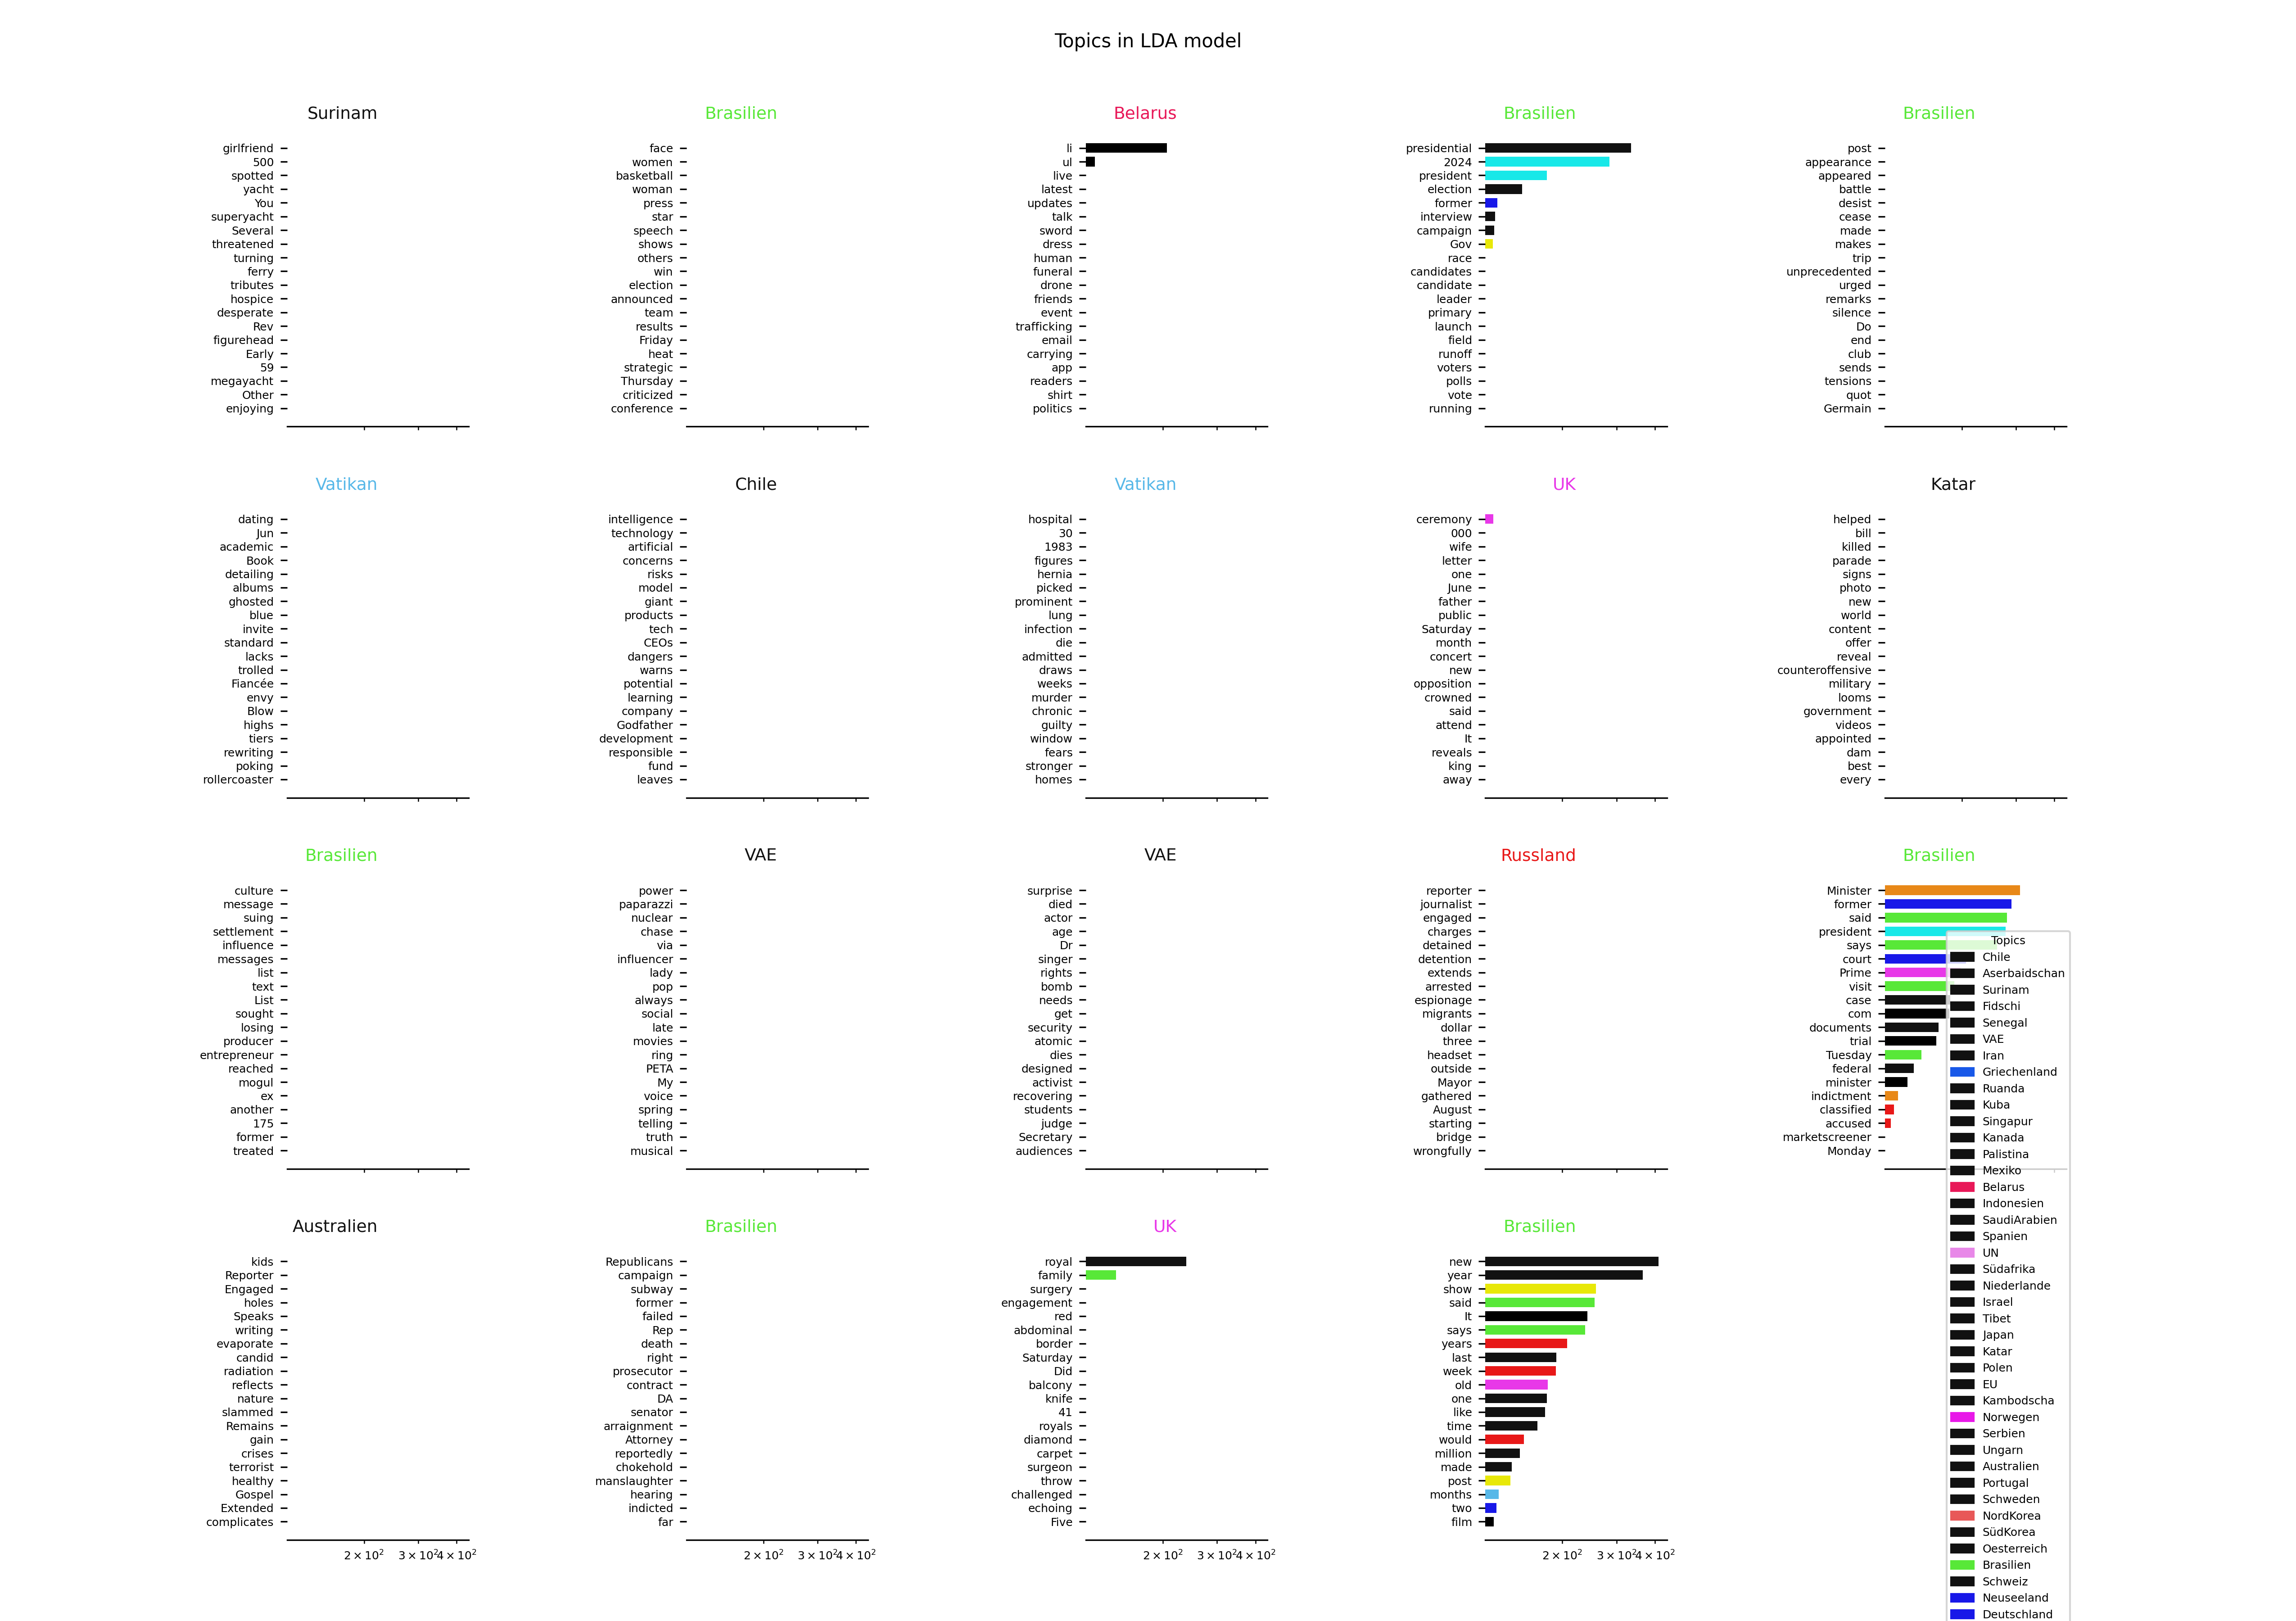 Topics in LDA model
Surinam
girlfriend
500
spotted
yacht
You
superyacht
Several
threatened
turning
ferry
tributes
hospice
desperate
Rev
figurehead
Early
59
megayacht
Other
enjoying
Brasilien
face
women
basketball
woman
press
star
speech
shows
others
win
election
announced
team
results
Friday
heat
strategic
Thursday
criticized
conference
Belarus
li
ul
live
latest
updates
talk
sword
dress
human
funeral
drone
friends
event
trafficking
email
carrying
app
readers
shirt
politics
Brasilien
presidential
2024
president
election
former
interview
campaign
Gov
race
candidates
candidate
leader
primary
launch
field
runoff
voters
polls
vote
running
Brasilien
post
appearance
appeared
battle
desist
cease
made
makes
trip
unprecedented
urged
remarks
silence
Do
end
club
sends
tensions
quot
Germain
Vatikan
dating
Jun
academic
Book
detailing
albums
ghosted
blue
invite
standard
lacks
trolled
Fiancée
envy
Blow
highs
tiers
rewriting
poking
rollercoaster
Chile
intelligence
technology
artificial
concerns
risks
model
giant
products
tech
CEOs
dangers
warns
potential
learning
company
Godfather
development
responsible
fund
leaves
Vatikan
hospital
30
1983
figures
hernia
picked
prominent
lung
infection
die
admitted
draws
weeks
murder
chronic
guilty
window
fears
stronger
homes
UK
ceremony
000
wife
letter
one
June
father
public
Saturday
month
concert
new
opposition
crowned
said
attend
It
reveals
king
away
Katar
helped
bill
killed
parade
signs
photo
new
world
content
offer
reveal
counteroffensive
military
looms
government
videos
appointed
dam
best
every
Brasilien
culture
message
suing
settlement
influence
messages
list
text
List
sought
losing
producer
entrepreneur
reached
mogul
ex
another
175
former
treated
VAE
power
paparazzi
nuclear
chase
via
influencer
lady
pop
always
social
late
movies
ring
PETA
My
voice
spring
telling
truth
musical
VAE
surprise
died
actor
age
Dr
singer
rights
bomb
needs
get
security
atomic
dies
designed
activist
recovering
students
judge
Secretary
audiences
Russland
reporter
journalist
engaged
charges
detained
detention
extends
arrested
espionage
migrants
dollar
three
headset
outside
Mayor
gathered
August
starting
bridge
wrongfully
Brasilien
Minister
former
said
president
says
court
Prime
visit
case
com
documents
trial
Tuesday
federal
minister
indictment
classified
accused
marketscreener
Monday
Australien
kids
Reporter
Engaged
holes
Speaks
writing
evaporate
candid
radiation
reflects
nature
slammed
Remains
gain
crises
terrorist
healthy
Gospel
Extended
complicates
2 × 10² 3 × 10² 4 × 10²
Brasilien
Republicans
campaign
subway
former
failed
Rep
death
right
prosecutor
contract
DA
senator
arraignment
Attorney
reportedly
chokehold
manslaughter
hearing
indicted
far
2 × 10² 3 × 10² 4 × 10²
UK
royal
family
surgery
engagement
red
abdominal
border
Saturday
Did
balcony
knife
41
royals
diamond
carpet
surgeon
throw
challenged
echoing
Five
2 × 10² 3 × 10² 4 × 10²
Brasilien
new
year
show
said
It
says
years
last
week
old
one
like
time
would
million
made
post
months
two
film
2 × 10² 3 × 10² 4 × 10²
Topics
Chile
Aserbaidschan
Surinam
Fidschi
Senegal
VAE
Iran
Griechenland
Ruanda
Kuba
Singapur
Kanada
Palistina
Mexiko
Belarus
Indonesien
SaudiArabien
Spanien
UN
Südafrika
Niederlande
Israel
Tibet
Japan
Katar
Polen
EU
Kambodscha
Norwegen
Serbien
Ungarn
Australien
Portugal
Schweden
NordKorea
SüdKorea
Oesterreich
Brasilien
Schweiz
Neuseeland
Deutschland